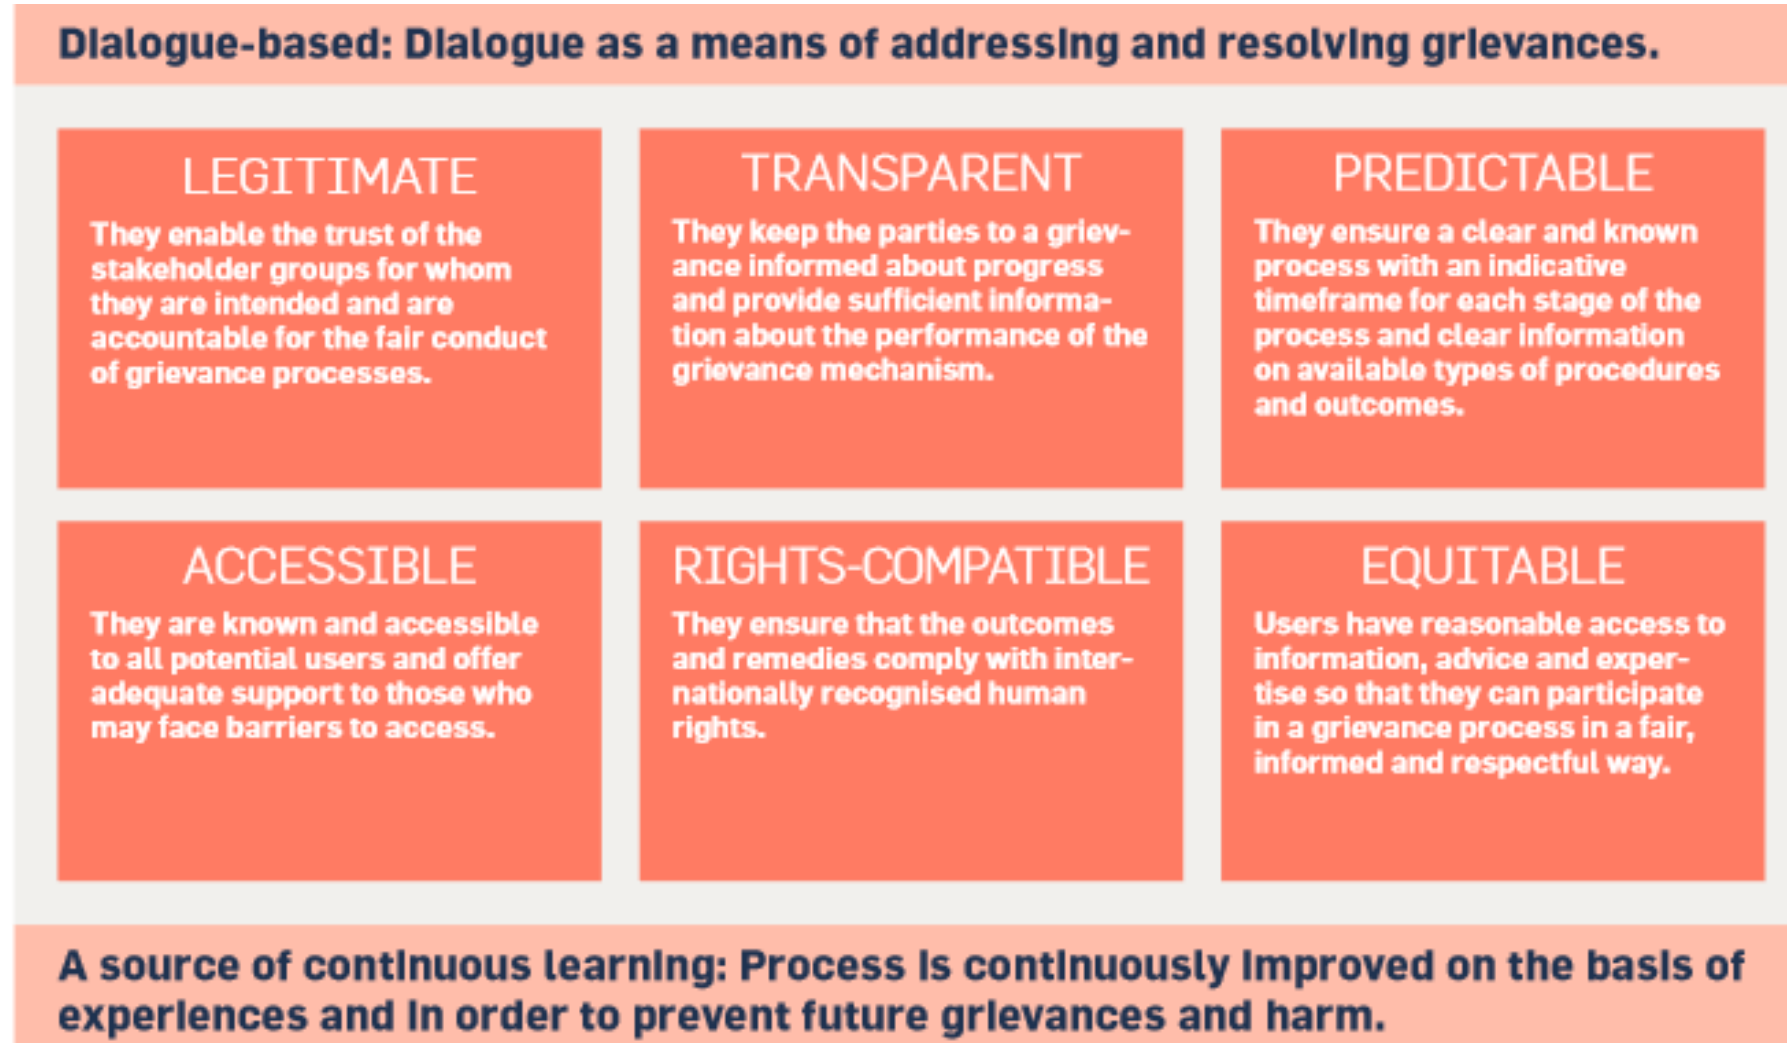 Dialogue-based: Dialogue as a means of addressing and resolving grievances.
LEGITIMATE
They enable the trust of the
stakeholder groups for whom
they are intended and are
accountable for the fair conduct
of grievance processes.
TRANSPARENT
They keep the parties to a griev-
ance informed about progress
and provide sufficient informa-
tion about the performance of the
grievance mechanism.
PREDICTABLE
They ensure a clear and known
process with an indicative
timeframe for each stage of the
process and clear information
on available types of procedures
and outcomes.
ACCESSIBLE
They are known and accessible
to all potential users and offer
adequate support to those who
may face barriers to access.
RIGHTS-COMPATIBLE
They ensure that the outcomes
and remedies comply with inter-
nationally recognised human
rights.
EQUITABLE
Users have reasonable access to
information, advice and exper-
tise so that they can participate
in a grievance process in a fair,
informed and respectful way.
A source of continuous learning: Process is continuously improved on the basis of
experiences and in order to prevent future grievances and harm.